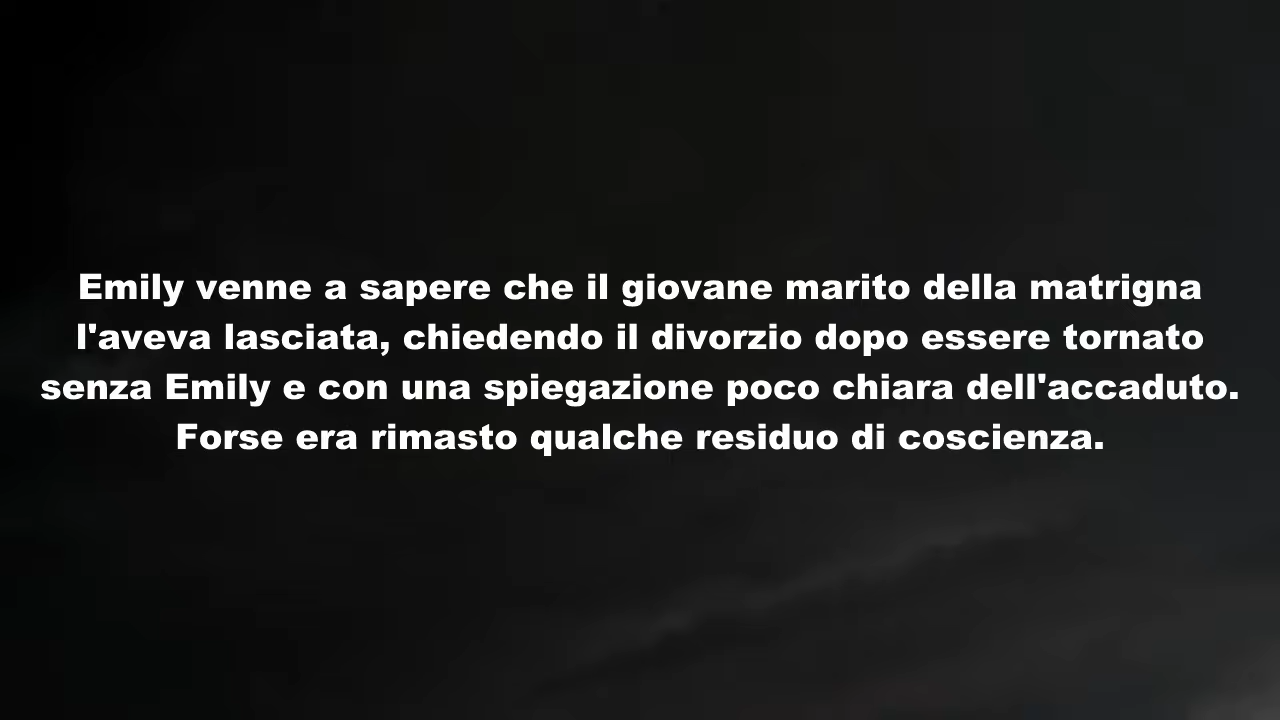 Emily venne a sapere che il giovane marito della matrigna
l'aveva lasciata, chiedendo il divorzio dopo essere tornato
senza Emily e con una spiegazione poco chiara dell'accaduto.
Forse era rimasto qualche residuo di coscienza.